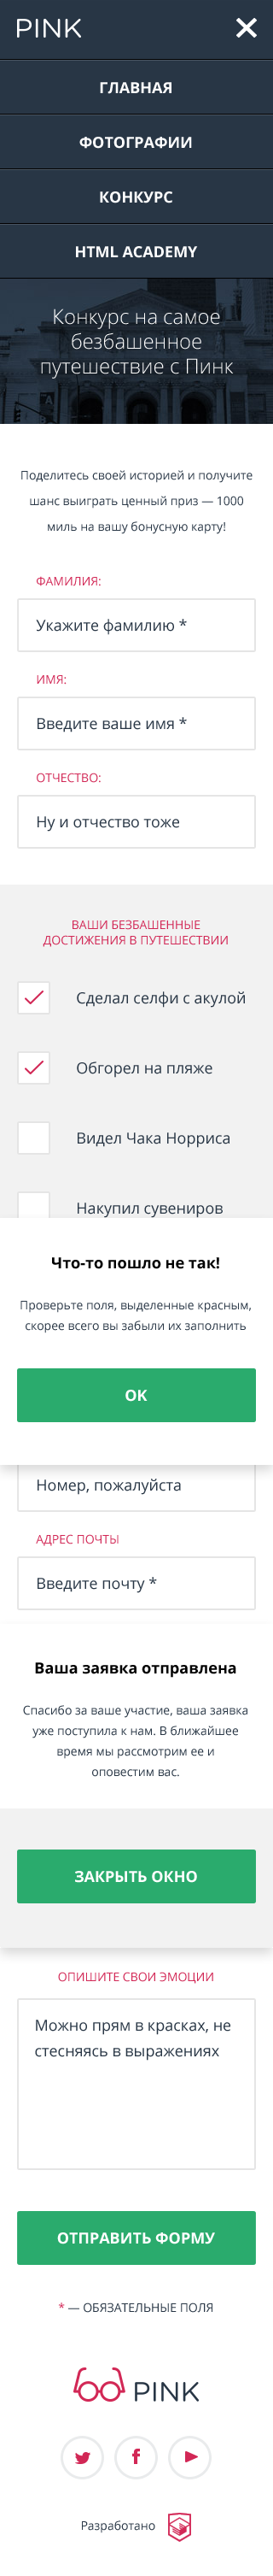 PINK
ГЛАВНАЯ
ФОТОГРАФИИ
КОНКУРС
HTML ACADEMY
Конкурс на самое
безбашенное
путешествие с Пинк
Поделитесь своей историей и получите
шанс выиграть ценный приз — 1000
миль на вашу бонусную карту!
ФАМИЛИЯ:
Укажите фамилию *
ИМЯ:
Введите ваше имя *
ОТЧЕСТВО:
Ну и отчество тоже
ВАШИ БЕЗБАШЕННЫЕ
ДОСТИЖЕНИЯ В ПУТЕШЕСТВИИ
Сделал селфи с акулой
Обгорел на пляже
Видел Чака Норриса
Накупил сувениров
Что-то пошло не так!
Проверьте поля, выделенные красным,
скорее всего вы забыли их заполнить
ОК
Номер, пожалуйста
АДРЕС ПОЧТЫ
Введите почту *
Ваша заявка отправлена
Спасибо за ваше участие, ваша заявка
уже поступила к нам. В ближайшее
время мы рассмотрим ее и
оповестим вас.
ЗАКРЫТЬ ОКНО
ОПИШИТЕ СВОИ ЭМОЦИИ
Можно прям в красках, не
стесняясь в выражениях
ОТПРАВИТЬ ФОРМУ
* — ОБЯЗАТЕЛЬНЫЕ ПОЛЯ
PINK
Разработано